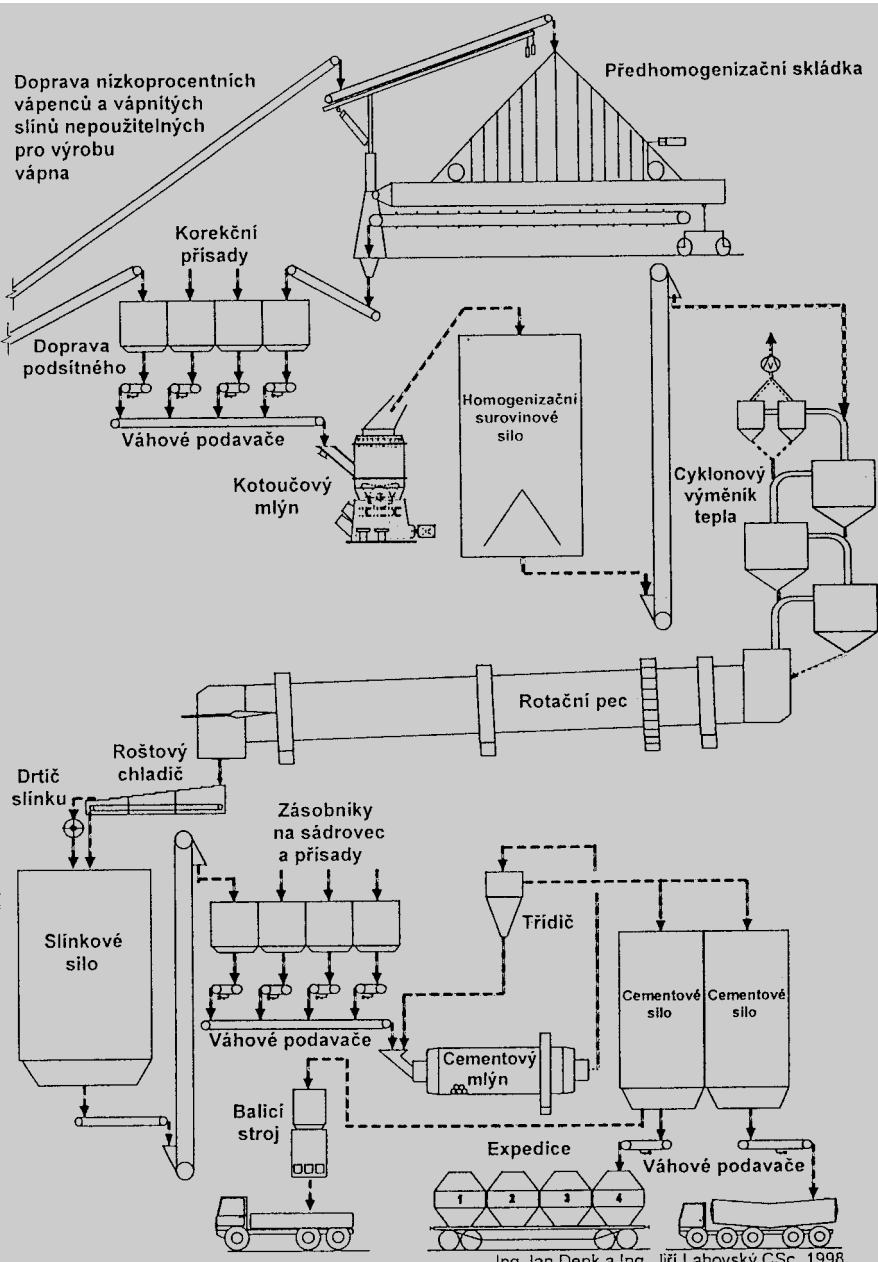 Doprava nízkoprocentních
vápenců a vápnitých
slínů nepoužitelných
pro výrobu
vápna
Předhomogenizační skládka
Korekční
přísady
Doprava
podsítného
Váhové podavače
Kotoučový
mlýn
Homogenizační
surovinové
silo
Cyklonový
výměník
tepla
V
Rotační pec
Roštový
chladič
Drtič
slínku
Zásobníky
na sádrovec
a přísady
Třídič
Slínkové
silo
Cementové
silo
Cementové
silo
Váhové podavače
Cementový
mlýn
Balicí
stroj
Expedice
Váhové podavače
1 2 3 4
Ing. Jan Denk a Ing. Jiří Lahovský CSc. 1998